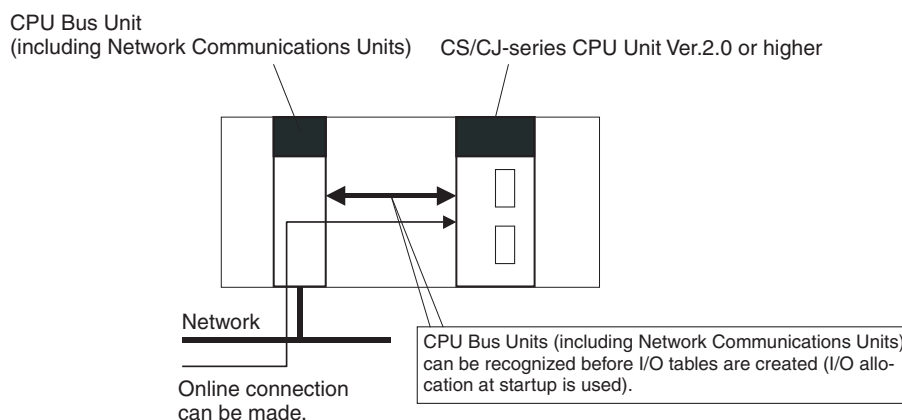 CPU Bus Unit
(including Network Communications Units)
CS/CJ-series CPU Unit Ver.2.0 or higher
Network
Online connection
can be made.
CPU Bus Units (including Network Communications Units)
can be recognized before I/O tables are created (I/O allo-
cation at startup is used).